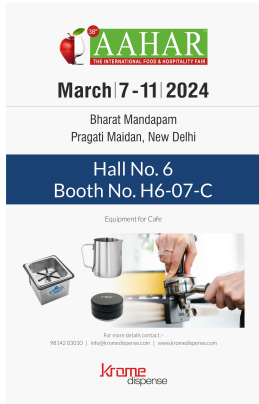 38th
AAHAR
THE INTERNATIONAL FOOD & HOSPITALITY FAIR
March | 7 - 11 | 2024
Bharat Mandapam
Pragati Maidan, New Delhi
Hall No. 6
Booth No. H6-07-C
Equipment for Cafe
For more details contact :-
98142 03010 | info@kromedispense.com | www.kromedispense.com
Krome
dispense